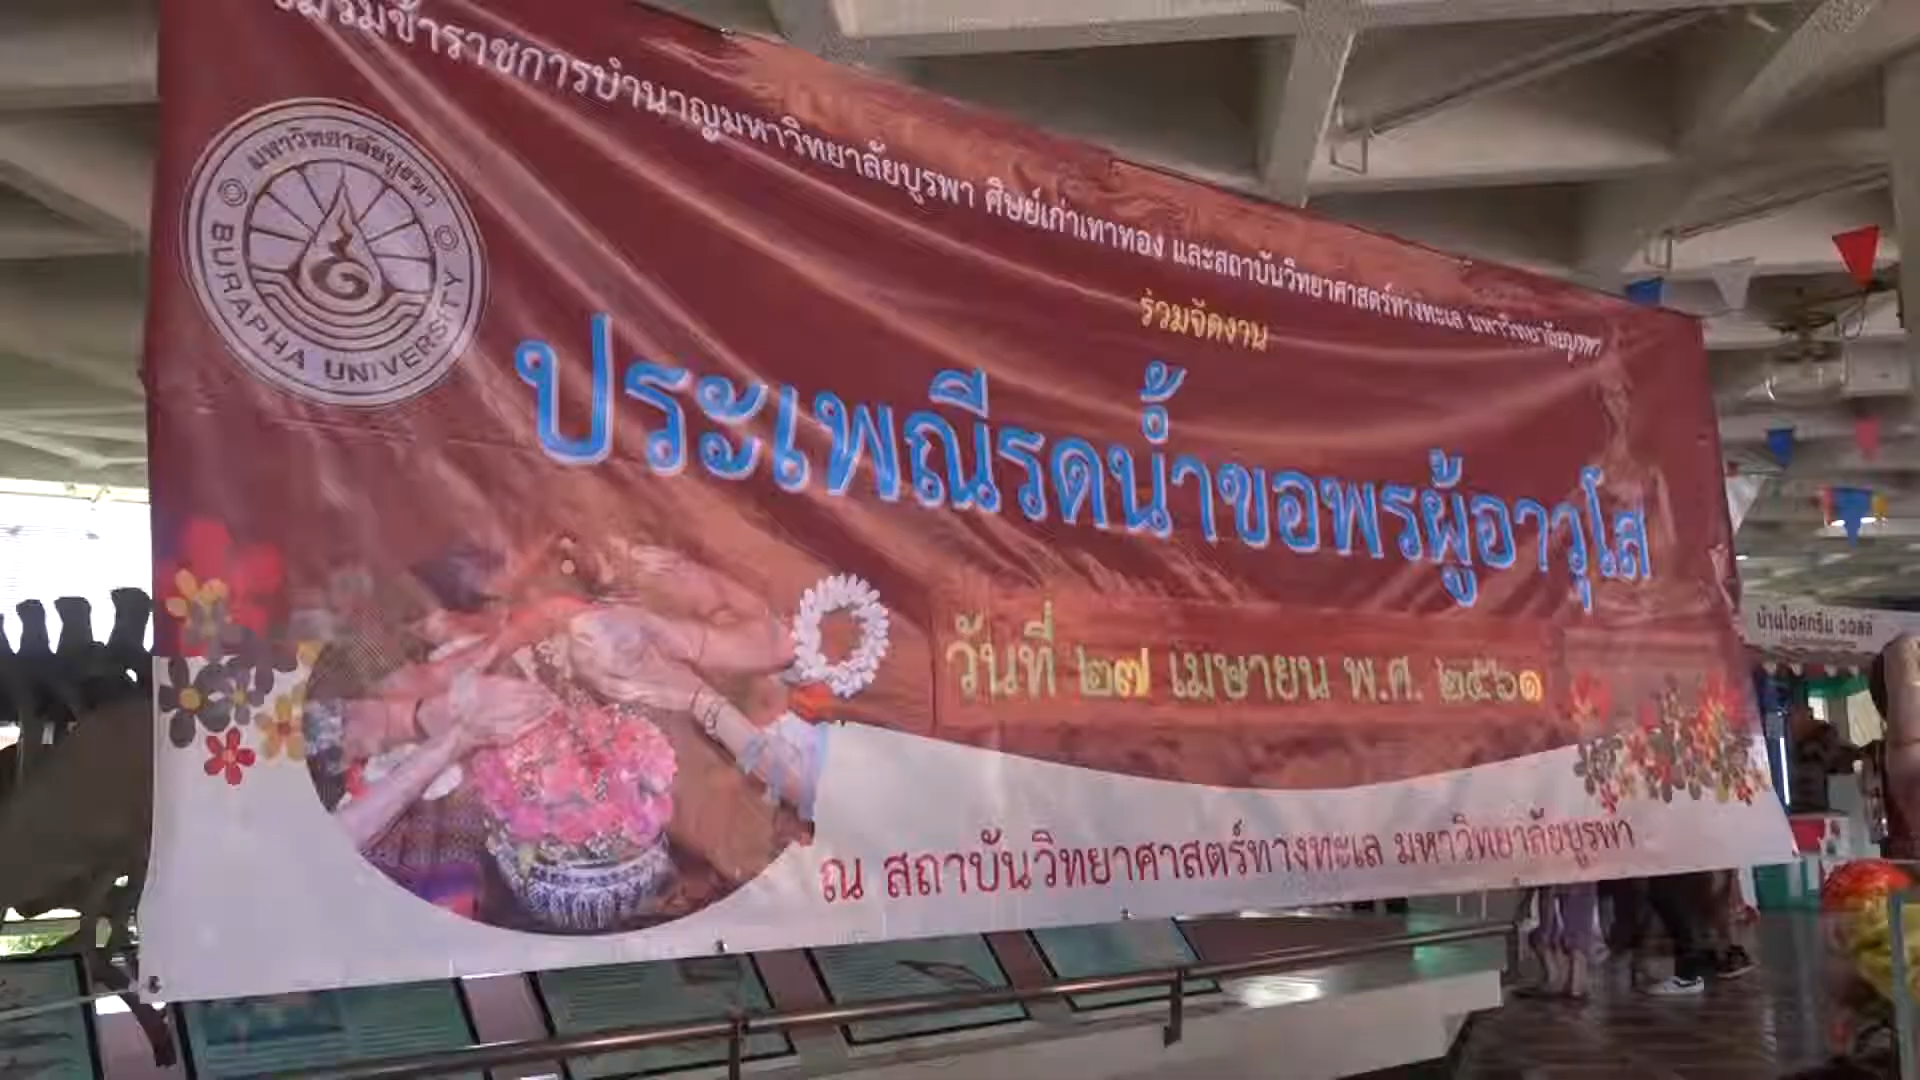 ข้าราชการบำนาญมหาวิทยาลัยบูรพา ศิษย์เก่าเทาทอง และสถาบันวิทยาศาสตร์ทางทะเล มหาวิทยาลัยบูรพา
ร่วมจัดงาน
มหาวิทยาลัยบูรพา
BURAPHA UNIVERSITY
ประเพณีรดน้ำขอพรผู้อาวุโส
วันที่ ๒๗ เมษายน พ.ศ. ๒๕๖๑
ณ สถาบันวิทยาศาสตร์ทางทะเล มหาวิทยาลัยบูรพา